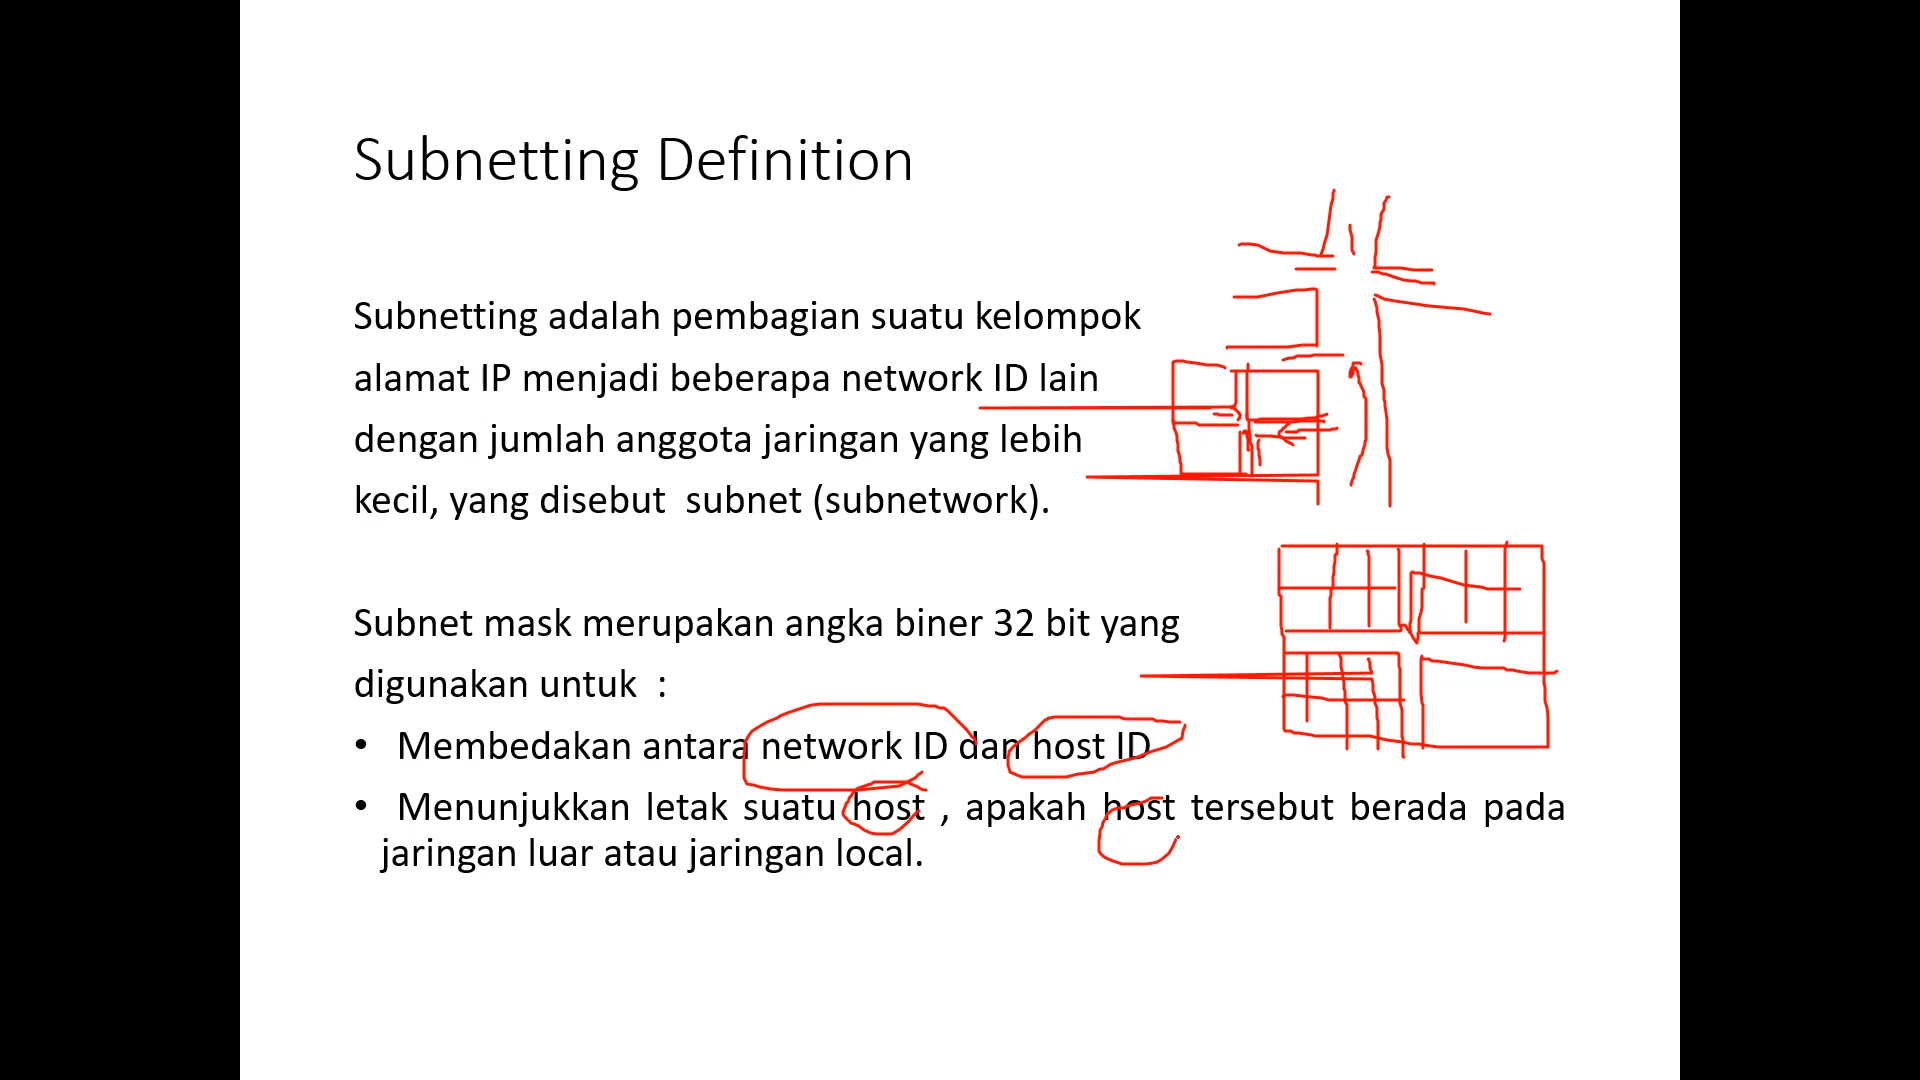 Subnetting Definition
Subnetting adalah pembagian suatu kelompok
alamat IP menjadi beberapa network ID lain
dengan jumlah anggota jaringan yang lebih
kecil, yang disebut  subnet (subnetwork).
Subnet mask merupakan angka biner 32 bit yang
digunakan untuk  :
• Membedakan antara network ID dan host ID
• Menunjukkan letak suatu host , apakah host tersebut berada pada
jaringan luar atau jaringan local.